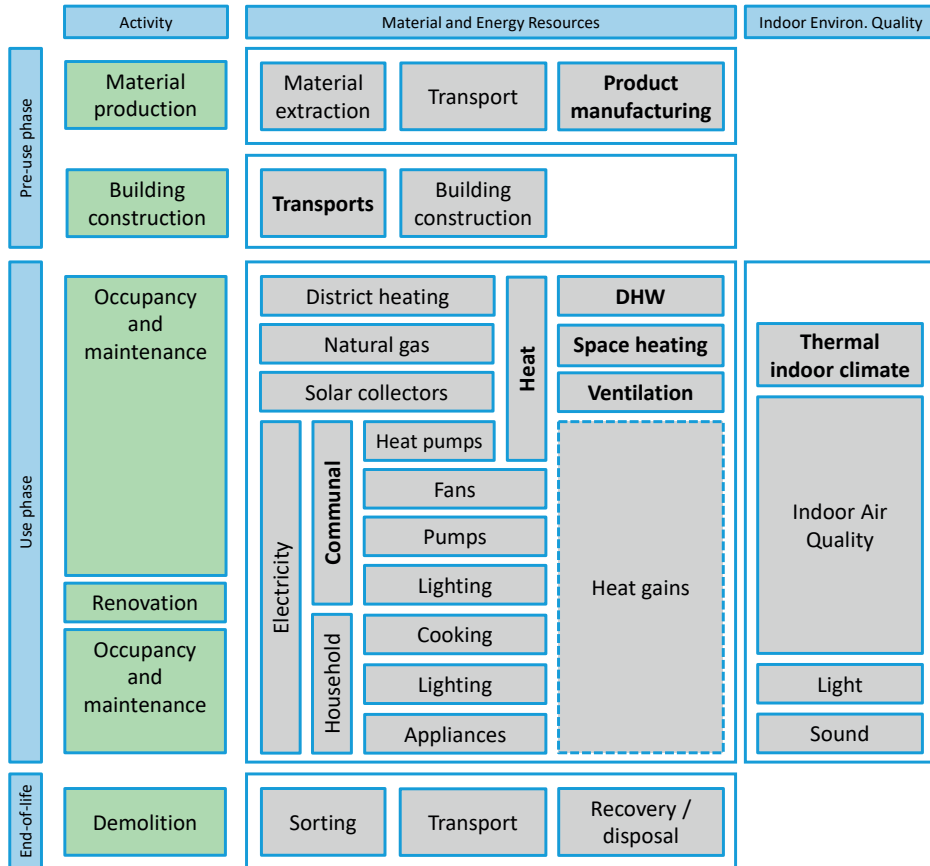 Activity
Material and Energy Resources
Indoor Environ. Quality
Pre-use phase
Material
production
Material
extraction
Transport
Product
manufacturing
Building
construction
Transports
Building
construction
Use phase
Occupancy
and
maintenance
District heating
Natural gas
Solar collectors
Heat
DHW
Space heating
Ventilation
Thermal
indoor climate
Electricity
Communal
Heat pumps
Fans
Pumps
Lighting
Heat gains
Indoor Air
Quality
Renovation
Occupancy
and
maintenance
Household
Cooking
Lighting
Appliances
Light
Sound
End-of-life
Demolition
Sorting
Transport
Recovery /
disposal